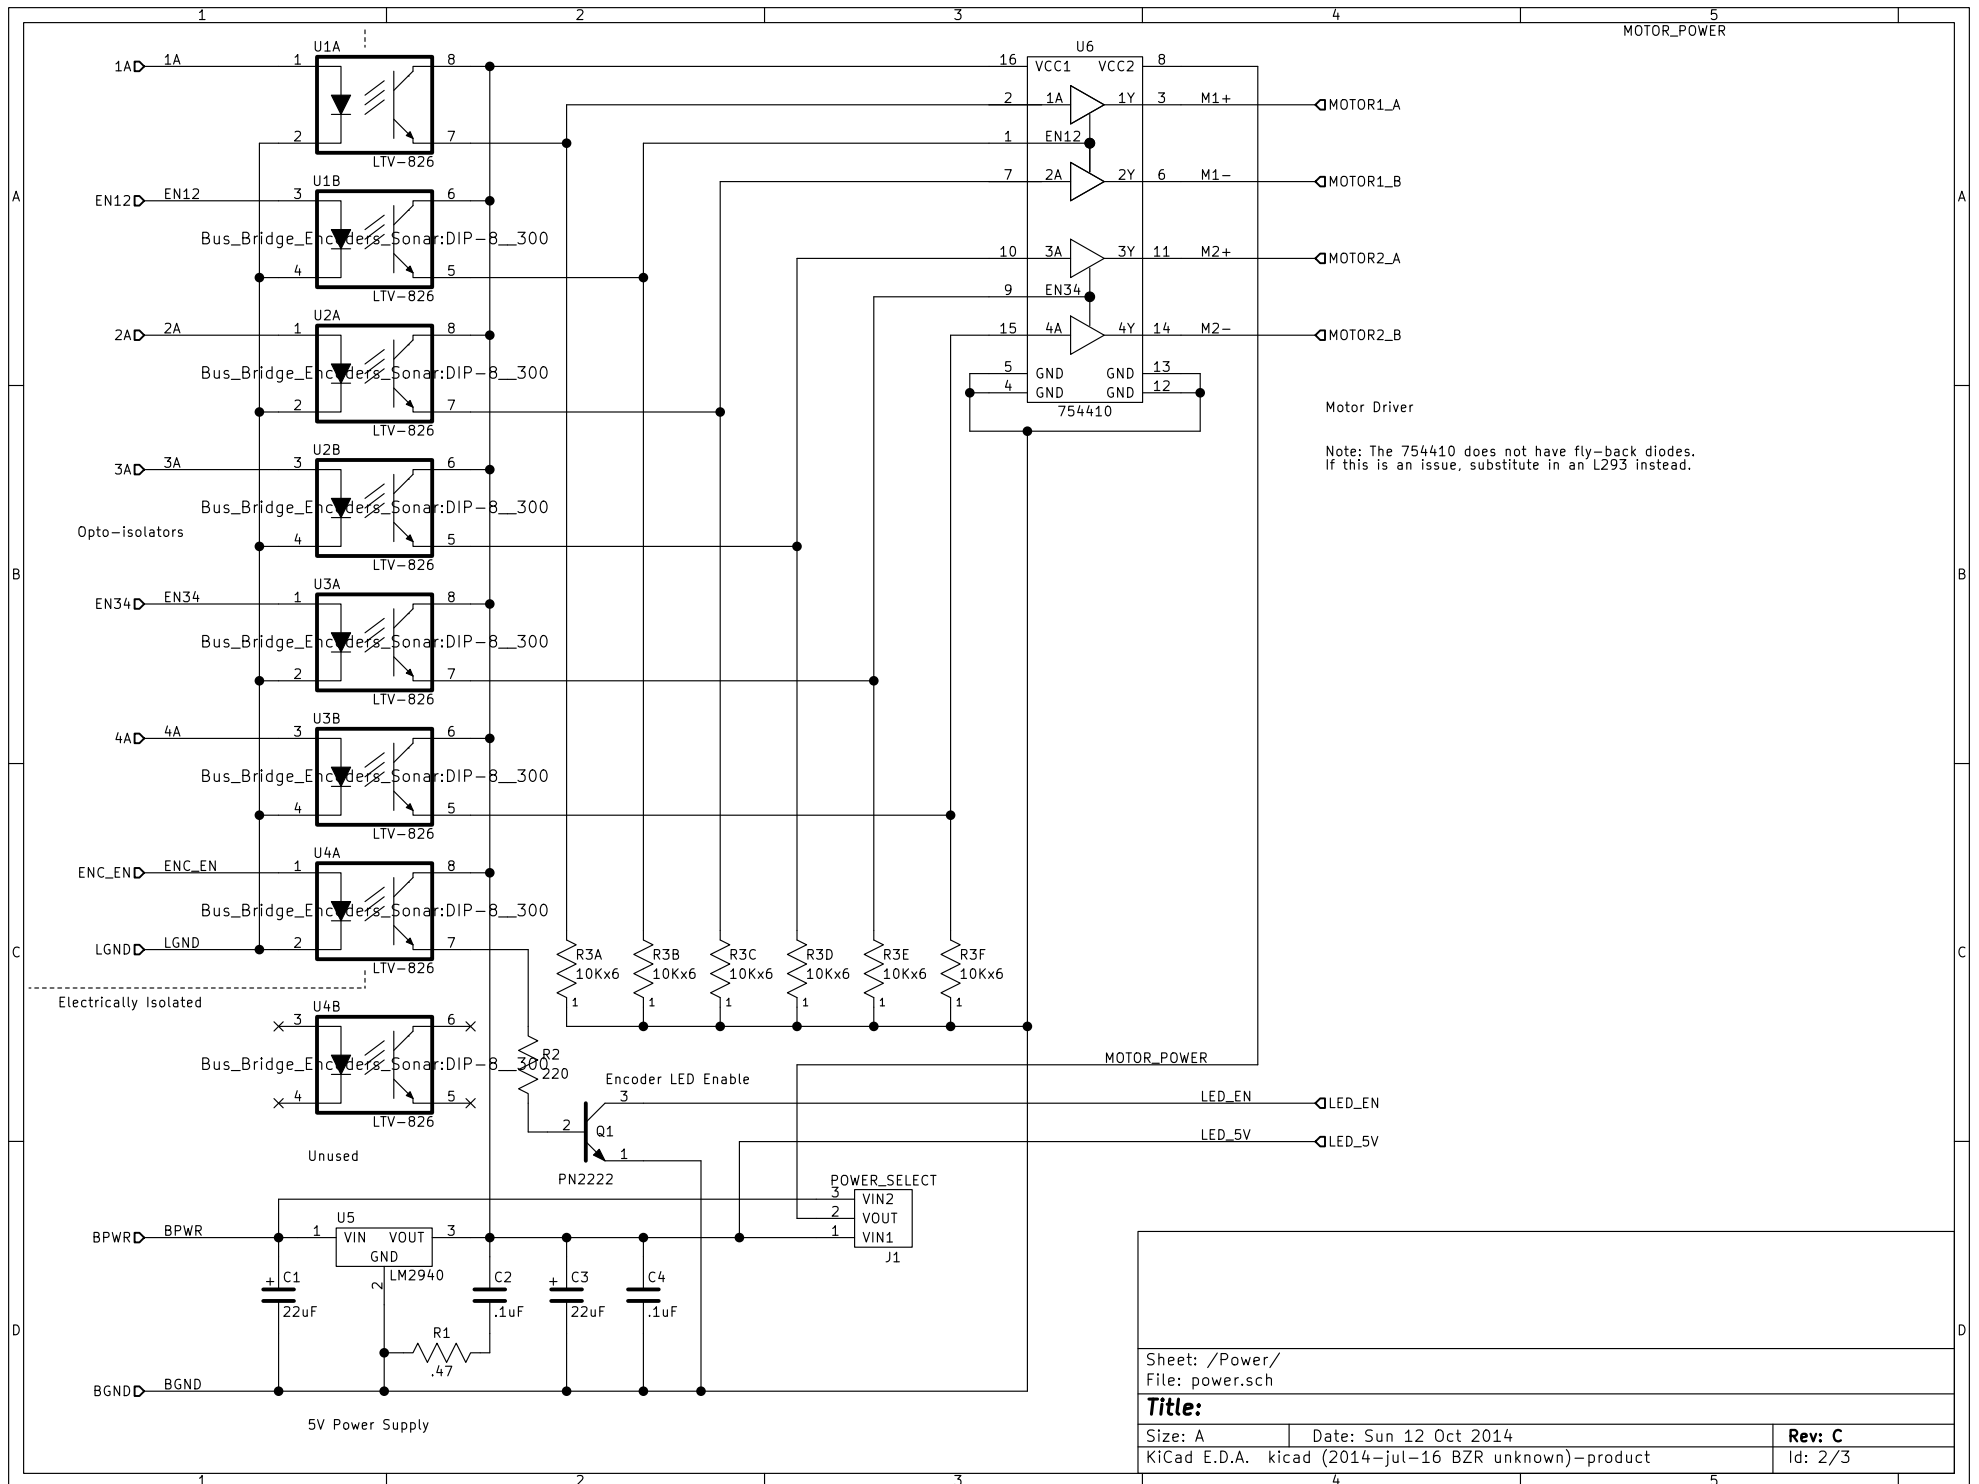 1 2 3 4 5
MOTOR_POWER
U1A
1A 1A 1 8
2 7
LTV-826
U6
16 VCC1 VCC2 8
2 1A 1Y 3 M1+ MOTOR1_A
1 EN12
7 2A 2Y 6 M1- MOTOR1_B
10 3A 3Y 11 M2+ MOTOR2_A
9 EN34
15 4A 4Y 14 M2- MOTOR2_B
5 GND GND 13
4 GND GND 12
754410
A A
U1B
EN12 EN12 3 6
Bus_Bridge_Encoders_Sonar:DIP-8__300
4 5
LTV-826
U2A
2A 2A 1 8
Bus_Bridge_Encoders_Sonar:DIP-8__300
2 7
LTV-826
Motor Driver
Note: The 754410 does not have fly-back diodes.
If this is an issue, substitute in an L293 instead.
U2B
3A 3A 3 6
Bus_Bridge_Encoders_Sonar:DIP-8__300
Opto-isolators
4 5
LTV-826
B B
U3A
EN34 EN34 1 8
Bus_Bridge_Encoders_Sonar:DIP-8__300
2 7
LTV-826
U3B
4A 4A 3 6
Bus_Bridge_Encoders_Sonar:DIP-8__300
4 5
LTV-826
U4A
ENC_EN ENC_EN 1 8
Bus_Bridge_Encoders_Sonar:DIP-8__300
LGND LGND 2 7
LTV-826
C C
R3A R3B R3C R3D R3E R3F
10Kx6 10Kx6 10Kx6 10Kx6 10Kx6 10Kx6
1 1 1 1 1 1
Electrically Isolated
U4B
3 6
Bus_Bridge_Encoders_Sonar:DIP-8__300
4 5
LTV-826
Unused
R2
220
MOTOR_POWER
Encoder LED Enable
3 LED_EN LED_EN
2 Q1
1
PN2222
LED_5V LED_5V
POWER_SELECT
3 VIN2
2 VOUT
1 VIN1
J1
U5
BPWR BPWR 1 VIN VOUT 3
GND
LM2940
2
+ C1
22uF
C2
.1uF
+ C3
22uF
C4
.1uF
R1
.47
D D
BGND BGND
5V Power Supply
Sheet: /Power/
File: power.sch
Title:
Size: A Date: Sun 12 Oct 2014 Rev: C
KiCad E.D.A. kicad (2014-jul-16 BZR unknown)-product Id: 2/3
1 2 3 4 5